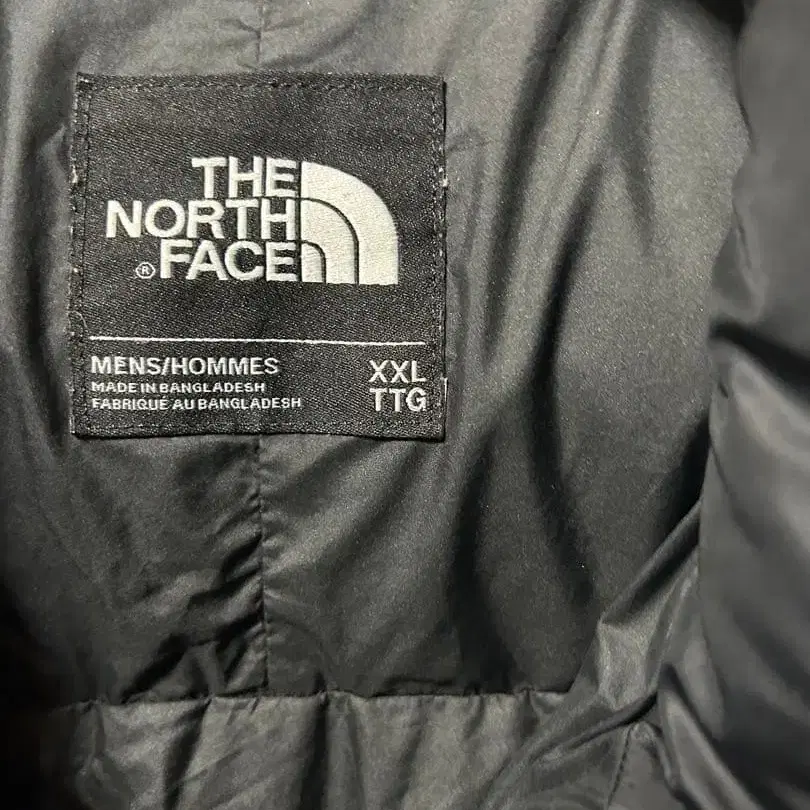 THE
NORTH
® FACE
MENS/HOMMES
MADE IN BANGLADESH
FABRIQUÉ AU BANGLADESH
XXL
TTG